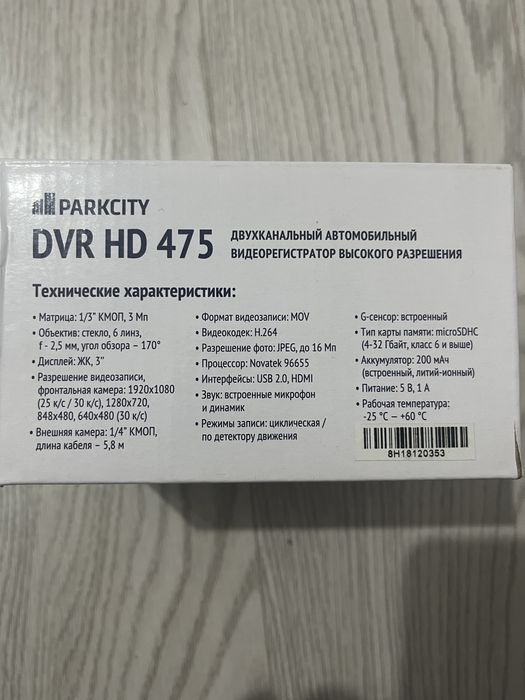 PARKCITY
DVR HD 475
ДВУХКАНАЛЬНЫЙ АВТОМОБИЛЬНЫЙ
ВИДЕОРЕГИСТРАТОР ВЫСОКОГО РАЗРЕШЕНИЯ
Технические характеристики:
• Матрица: 1/3" КМОП, 3 Мп
• Объектив: стекло, 6 линз,
f - 2,5 мм, угол обзора – 170°
• Дисплей: ЖК, 3"
• Разрешение видеозаписи,
фронтальная камера: 1920x1080
(25 к/с / 30 к/с), 1280x720,
848x480, 640x480 (30 к/с)
• Внешняя камера: 1/4" КМОП,
длина кабеля – 5,8 м
• Формат видеозаписи: MOV
• Видеокодек: H.264
• Разрешение фото: JPEG, до 16 Мп
• Процессор: Novatek 96655
• Интерфейсы: USB 2.0, HDMI
• Звук: встроенные микрофон
и динамик
• Режимы записи: циклическая /
по детектору движения
• G-сенсор: встроенный
• Тип карты памяти: microSDHC
(4-32 Гбайт, класс 6 и выше)
• Аккумулятор: 200 мАч
(встроенный, литий-ионный)
• Питание: 5 В, 1 А
• Рабочая температура:
-25 °C — +60 °C
8H18120353